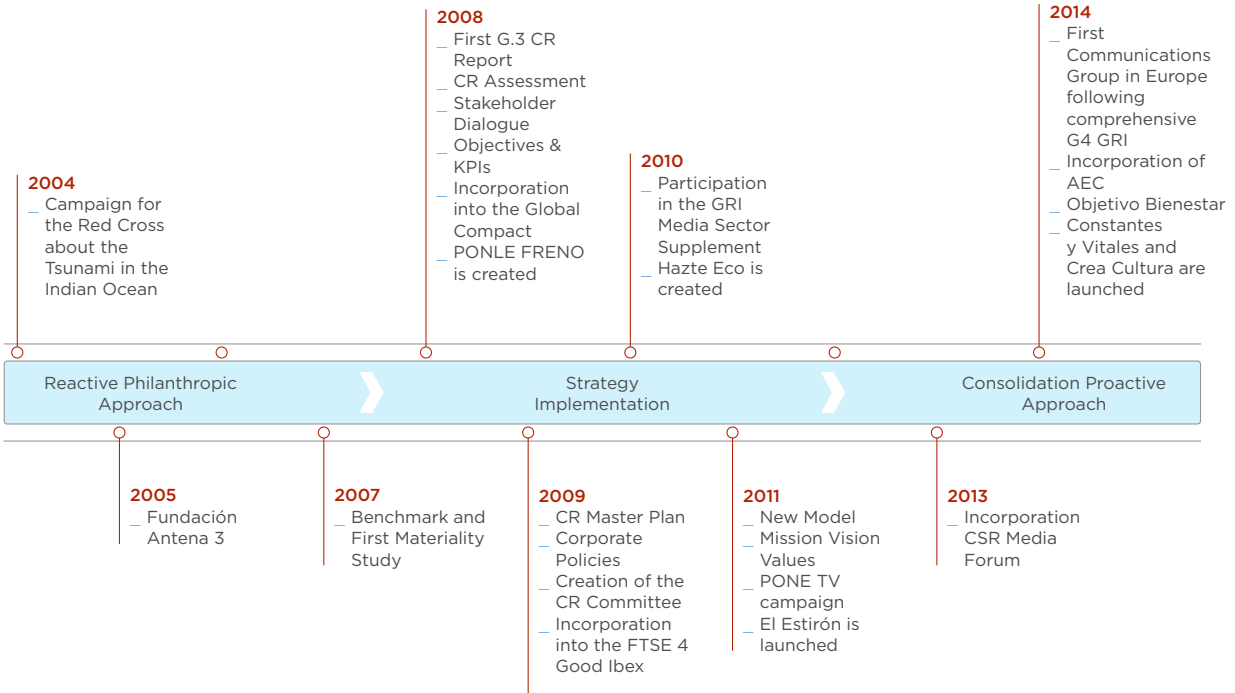 2004
_ Campaign for
the Red Cross
about the
Tsunami in the
Indian Ocean
2008
_ First G.3 CR
Report
_ CR Assessment
_ Stakeholder
Dialogue
_ Objectives &
KPIs
_ Incorporation
into the Global
Compact
_ PONLE FRENO
is created
2010
_ Participation
in the GRI
Media Sector
Supplement
_ Hazte Eco is
created
2014
_ First
Communications
Group in Europe
following
comprehensive
G4 GRI
_ Incorporation of
AEC
_ Objetivo Bienestar
_ Constantes
y Vitales and
Crea Cultura are
launched
Reactive Philanthropic
Approach
Strategy
Implementation
Consolidation Proactive
Approach
2005
_ Fundación
Antena 3
2007
_ Benchmark and
First Materiality
Study
2009
_ CR Master Plan
_ Corporate
Policies
_ Creation of the
CR Committee
_ Incorporation
into the FTSE 4
Good Ibex
2011
_ New Model
_ Mission Vision
Values
_ PONE TV
campaign
_ El Estirón is
launched
2013
_ Incorporation
CSR Media
Forum